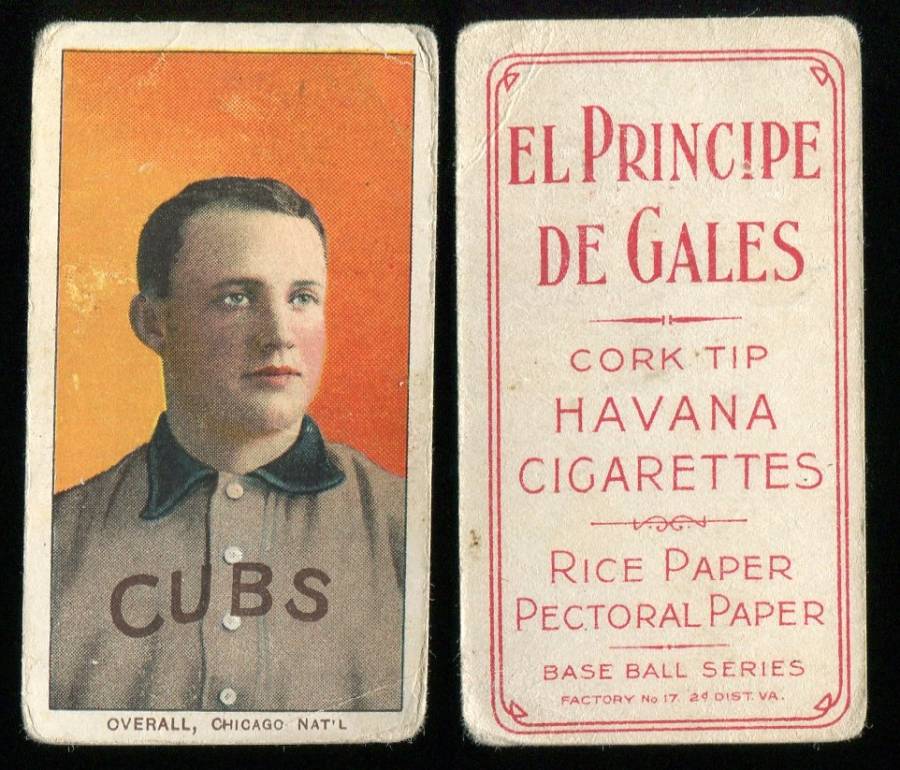 CUBS
OVERALL, CHICAGO NAT'L
EL PRINCIPE
DE GALES
CORK TIP
HAVANA
CIGARETTES
RICE PAPER
PECTORAL PAPER
BASE BALL SERIES
FACTORY No 17. 2d DIST. VA.